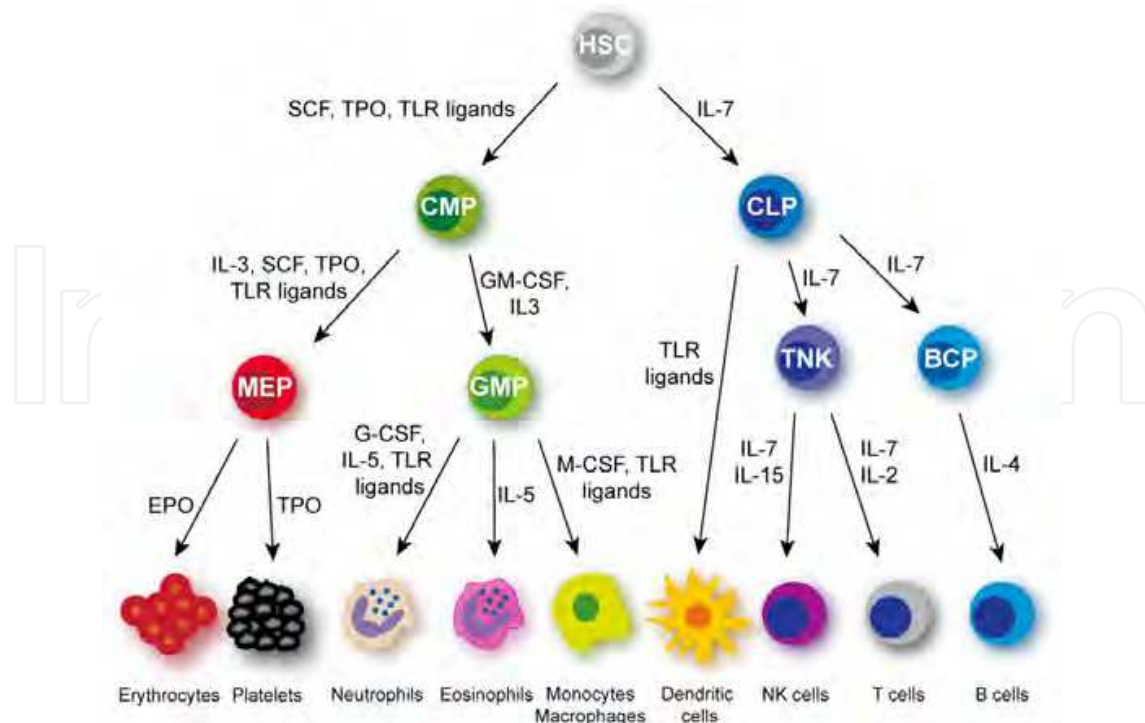 HSC
SCF, TPO, TLR ligands
IL-7
CMP
CLP
IL-3, SCF, TPO,
TLR ligands
GM-CSF,
IL3
TLR
ligands
IL-7
IL-7
MEP
GMP
TNK
BCP
EPO
TPO
G-CSF,
IL-5, TLR
ligands
IL-5
M-CSF, TLR
ligands
IL-7
IL-15
IL-7
IL-2
IL-4
Erythrocytes
Platelets
Neutrophils
Eosinophils
Monocytes
Macrophages
Dendritic
cells
NK cells
T cells
B cells